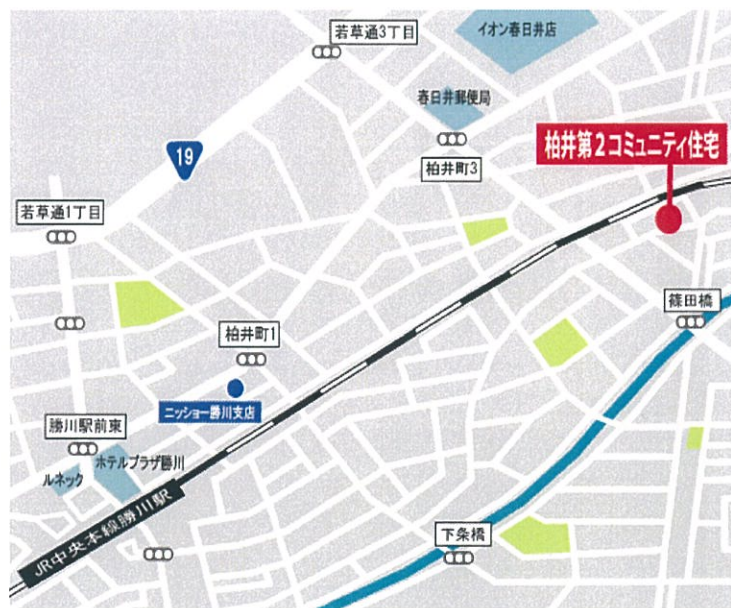 若草通3丁目
イオン春日井店
春日井郵便局
19
柏井第2コミュニティ住宅
柏井町3
若草通1丁目
篠田橋
柏井町1
ニッショー勝川支店
勝川駅前東
ホテルプラザ勝川
ルネック
JR中央本線勝川駅
下条橋